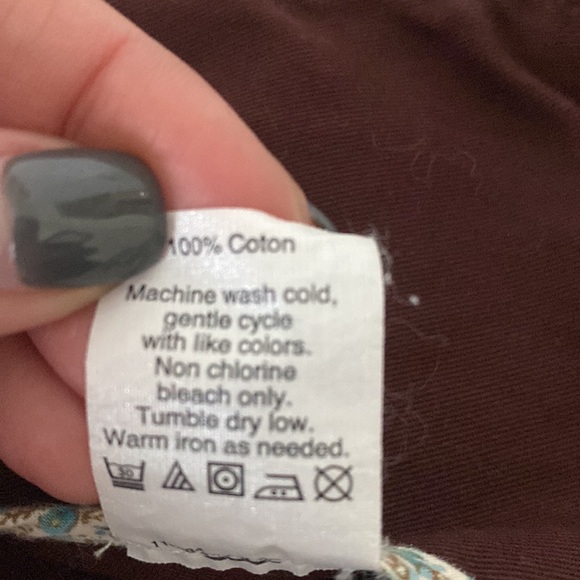 100% Coton
Machine wash cold,
gentle cycle
with like colors.
Non chlorine
bleach only.
Tumble dry low.
Warm iron as needed.
30